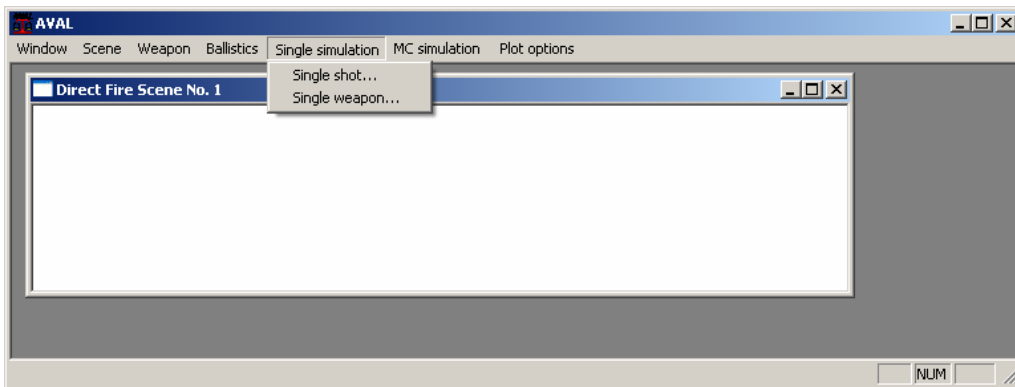 AVAL
Window Scene Weapon Ballistics Single simulation MC simulation Plot options
Single shot...
Single weapon...
Direct Fire Scene No. 1
NUM